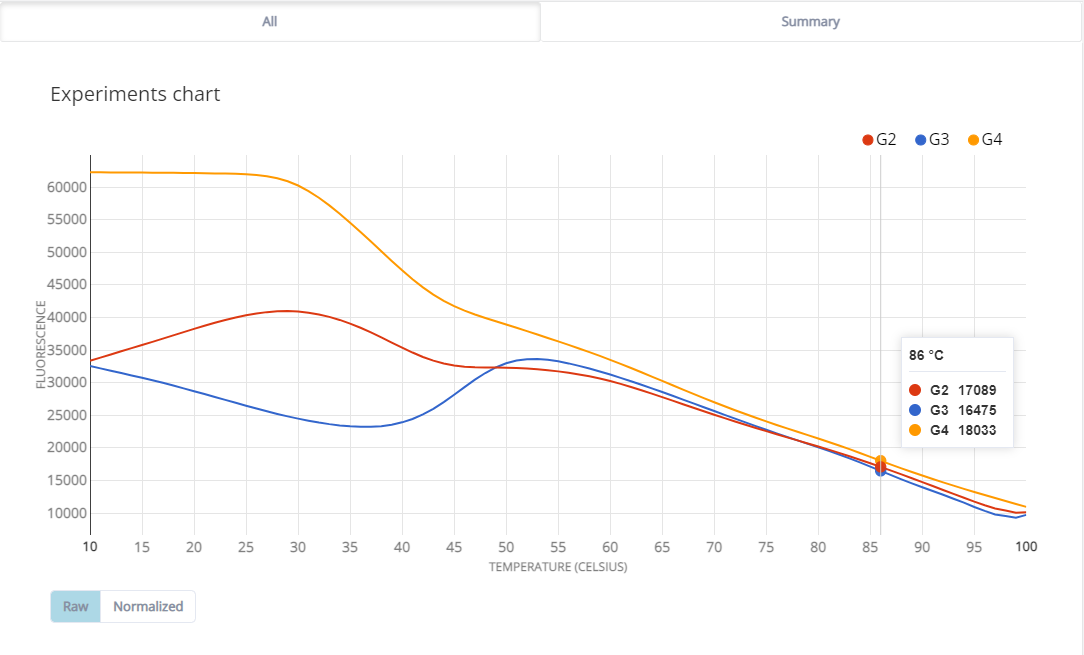 All
Summary
Experiments chart
G2 G3 G4
60000
55000
50000
45000
40000
35000
30000
25000
20000
15000
10000
FLUORESCENCE
86 °C
G2 17089
G3 16475
G4 18033
10 15 20 25 30 35 40 45 50 55 60 65 70 75 80 85 90 95 100
TEMPERATURE (CELSIUS)
Raw Normalized